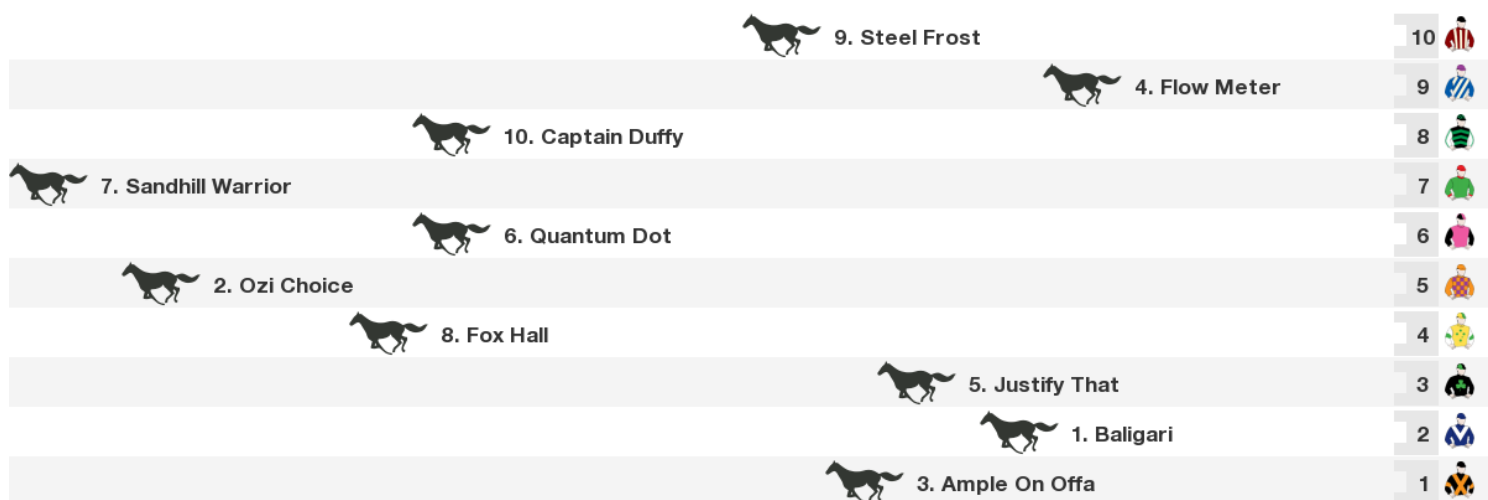 9. Steel Frost 10
4. Flow Meter 9
10. Captain Duffy 8
7. Sandhill Warrior 7
6. Quantum Dot 6
2. Ozi Choice 5
8. Fox Hall 4
5. Justify That 3
1. Baligari 2
3. Ample On Offa 1